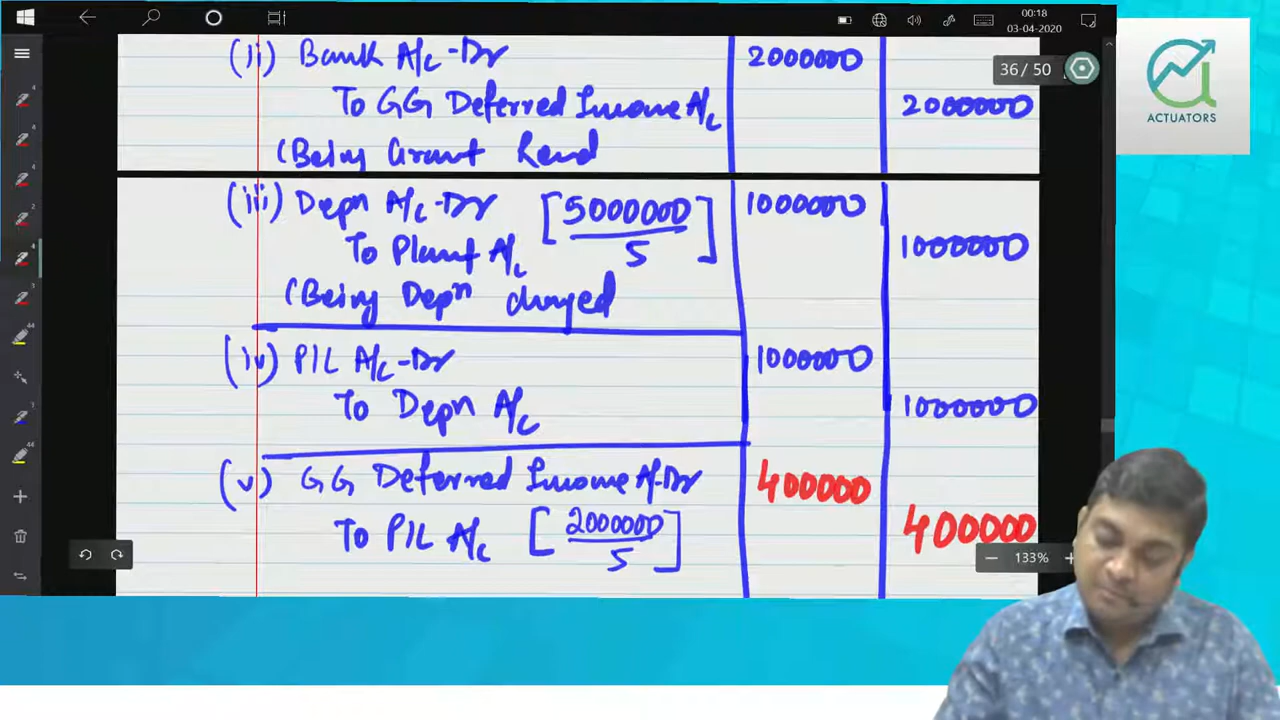 00:18
03-04-2020
36 / 50
ACTUATORS
(ii) Bank A/c-Dr 2000000
To GG Deferred Income A/c 2000000
(Being Grant Recd
(iii) Depn A/c-Dr [5000000/5] 1000000
To Plant A/c 1000000
(Being Depn charged
(iv) P/L A/c-Dr 1000000
To Depn A/c 1000000
(v) GG Deferred Income A/c-Dr 400000
To P/L A/c [2000000/5] 400000
133%